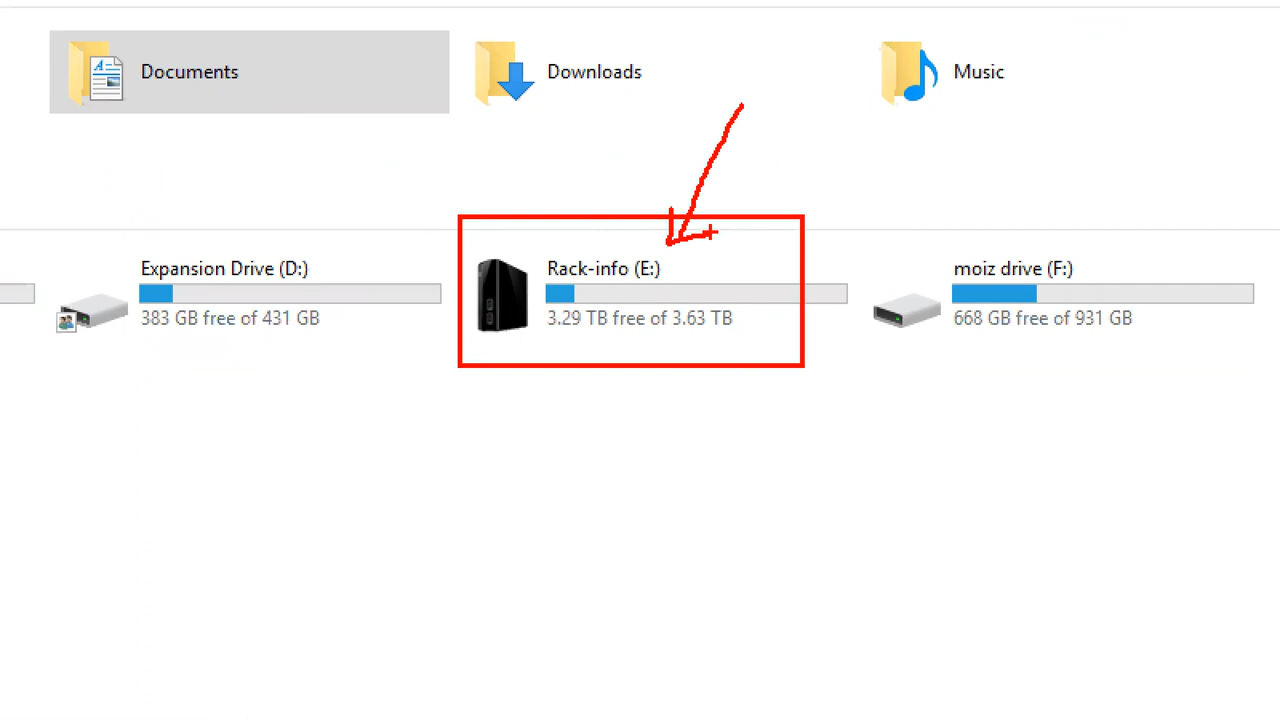 Documents
Downloads
Music
Expansion Drive (D:)
383 GB free of 431 GB
Rack-info (E:)
3.29 TB free of 3.63 TB
moiz drive (F:)
668 GB free of 931 GB